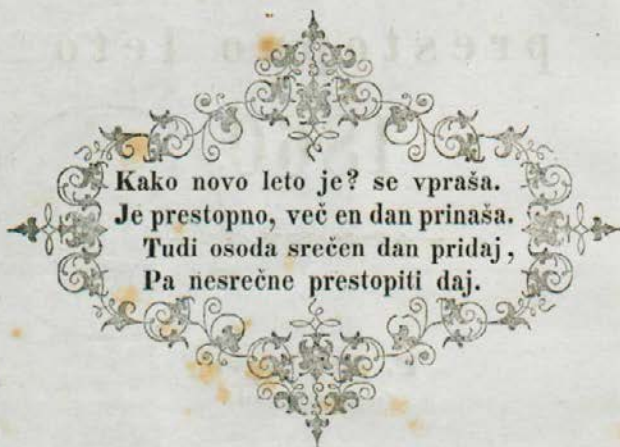 Kako novo leto je? se vpraša.
Je prestopno, več en dan prinaša.
Tudi osoda srečen dan pridaj,
Pa nesrečne prestopiti daj.